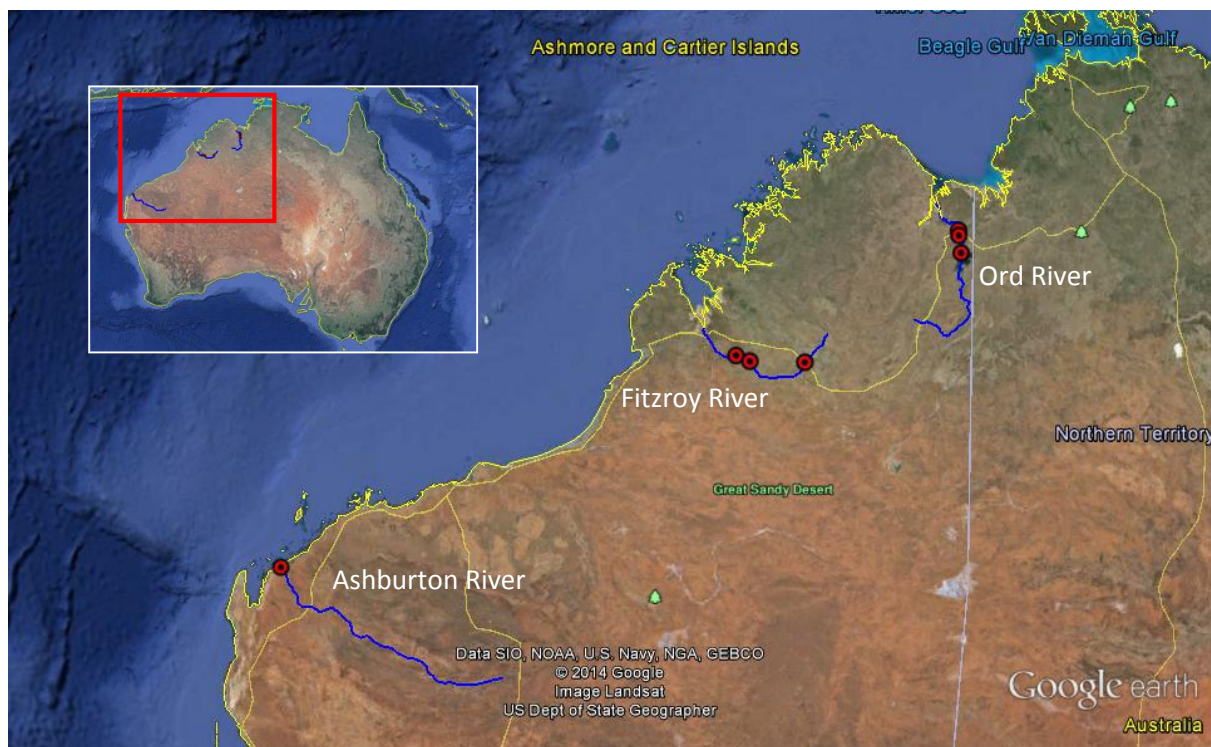 Ashmore and Cartier Islands
Beagle Gulf
Van Dieman Gulf
Ord River
Fitzroy River
Northern Territory
Great Sandy Desert
Ashburton River
Data SIO, NOAA, U.S. Navy, NGA, GEBCO
© 2014 Google
Image Landsat
US Dept of State Geographer
Google earth
Australia